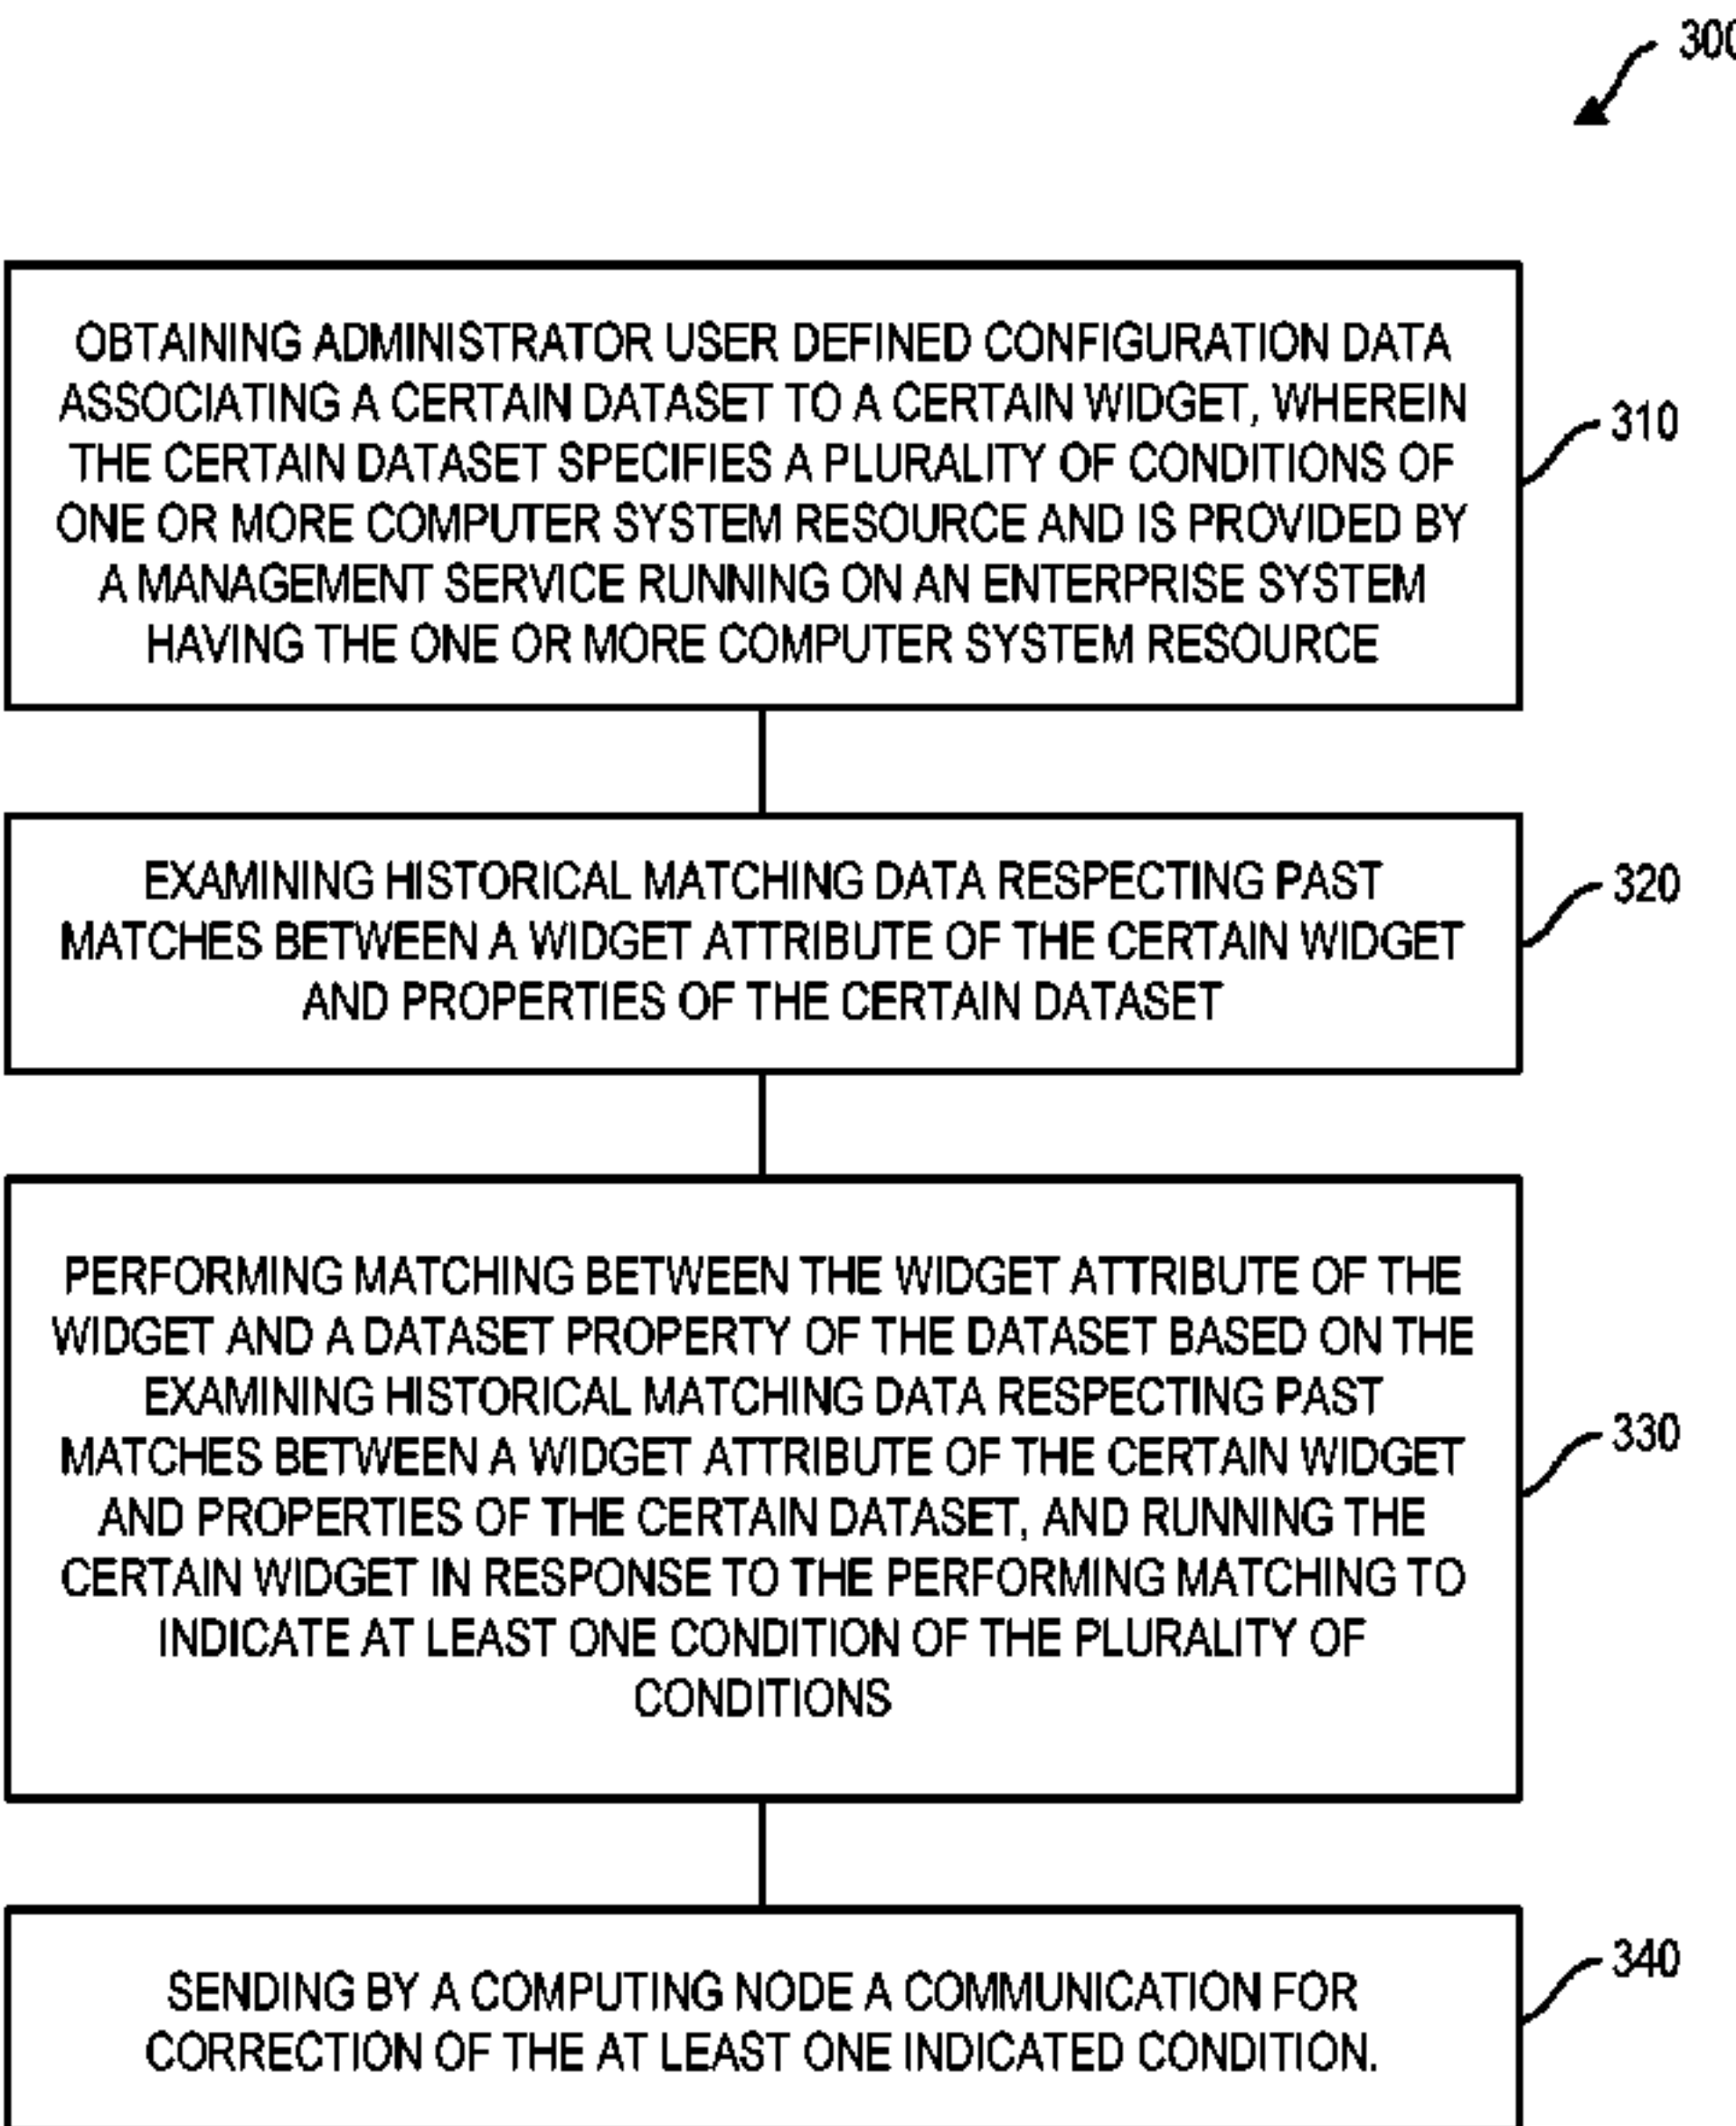 300
OBTAINING ADMINISTRATOR USER DEFINED CONFIGURATION DATA
ASSOCIATING A CERTAIN DATASET TO A CERTAIN WIDGET, WHEREIN
THE CERTAIN DATASET SPECIFIES A PLURALITY OF CONDITIONS OF
ONE OR MORE COMPUTER SYSTEM RESOURCE AND IS PROVIDED BY
A MANAGEMENT SERVICE RUNNING ON AN ENTERPRISE SYSTEM
HAVING THE ONE OR MORE COMPUTER SYSTEM RESOURCE
310
EXAMINING HISTORICAL MATCHING DATA RESPECTING PAST
MATCHES BETWEEN A WIDGET ATTRIBUTE OF THE CERTAIN WIDGET
AND PROPERTIES OF THE CERTAIN DATASET
320
PERFORMING MATCHING BETWEEN THE WIDGET ATTRIBUTE OF THE
WIDGET AND A DATASET PROPERTY OF THE DATASET BASED ON THE
EXAMINING HISTORICAL MATCHING DATA RESPECTING PAST
MATCHES BETWEEN A WIDGET ATTRIBUTE OF THE CERTAIN WIDGET
AND PROPERTIES OF THE CERTAIN DATASET, AND RUNNING THE
CERTAIN WIDGET IN RESPONSE TO THE PERFORMING MATCHING TO
INDICATE AT LEAST ONE CONDITION OF THE PLURALITY OF
CONDITIONS
330
SENDING BY A COMPUTING NODE A COMMUNICATION FOR
CORRECTION OF THE AT LEAST ONE INDICATED CONDITION.
340